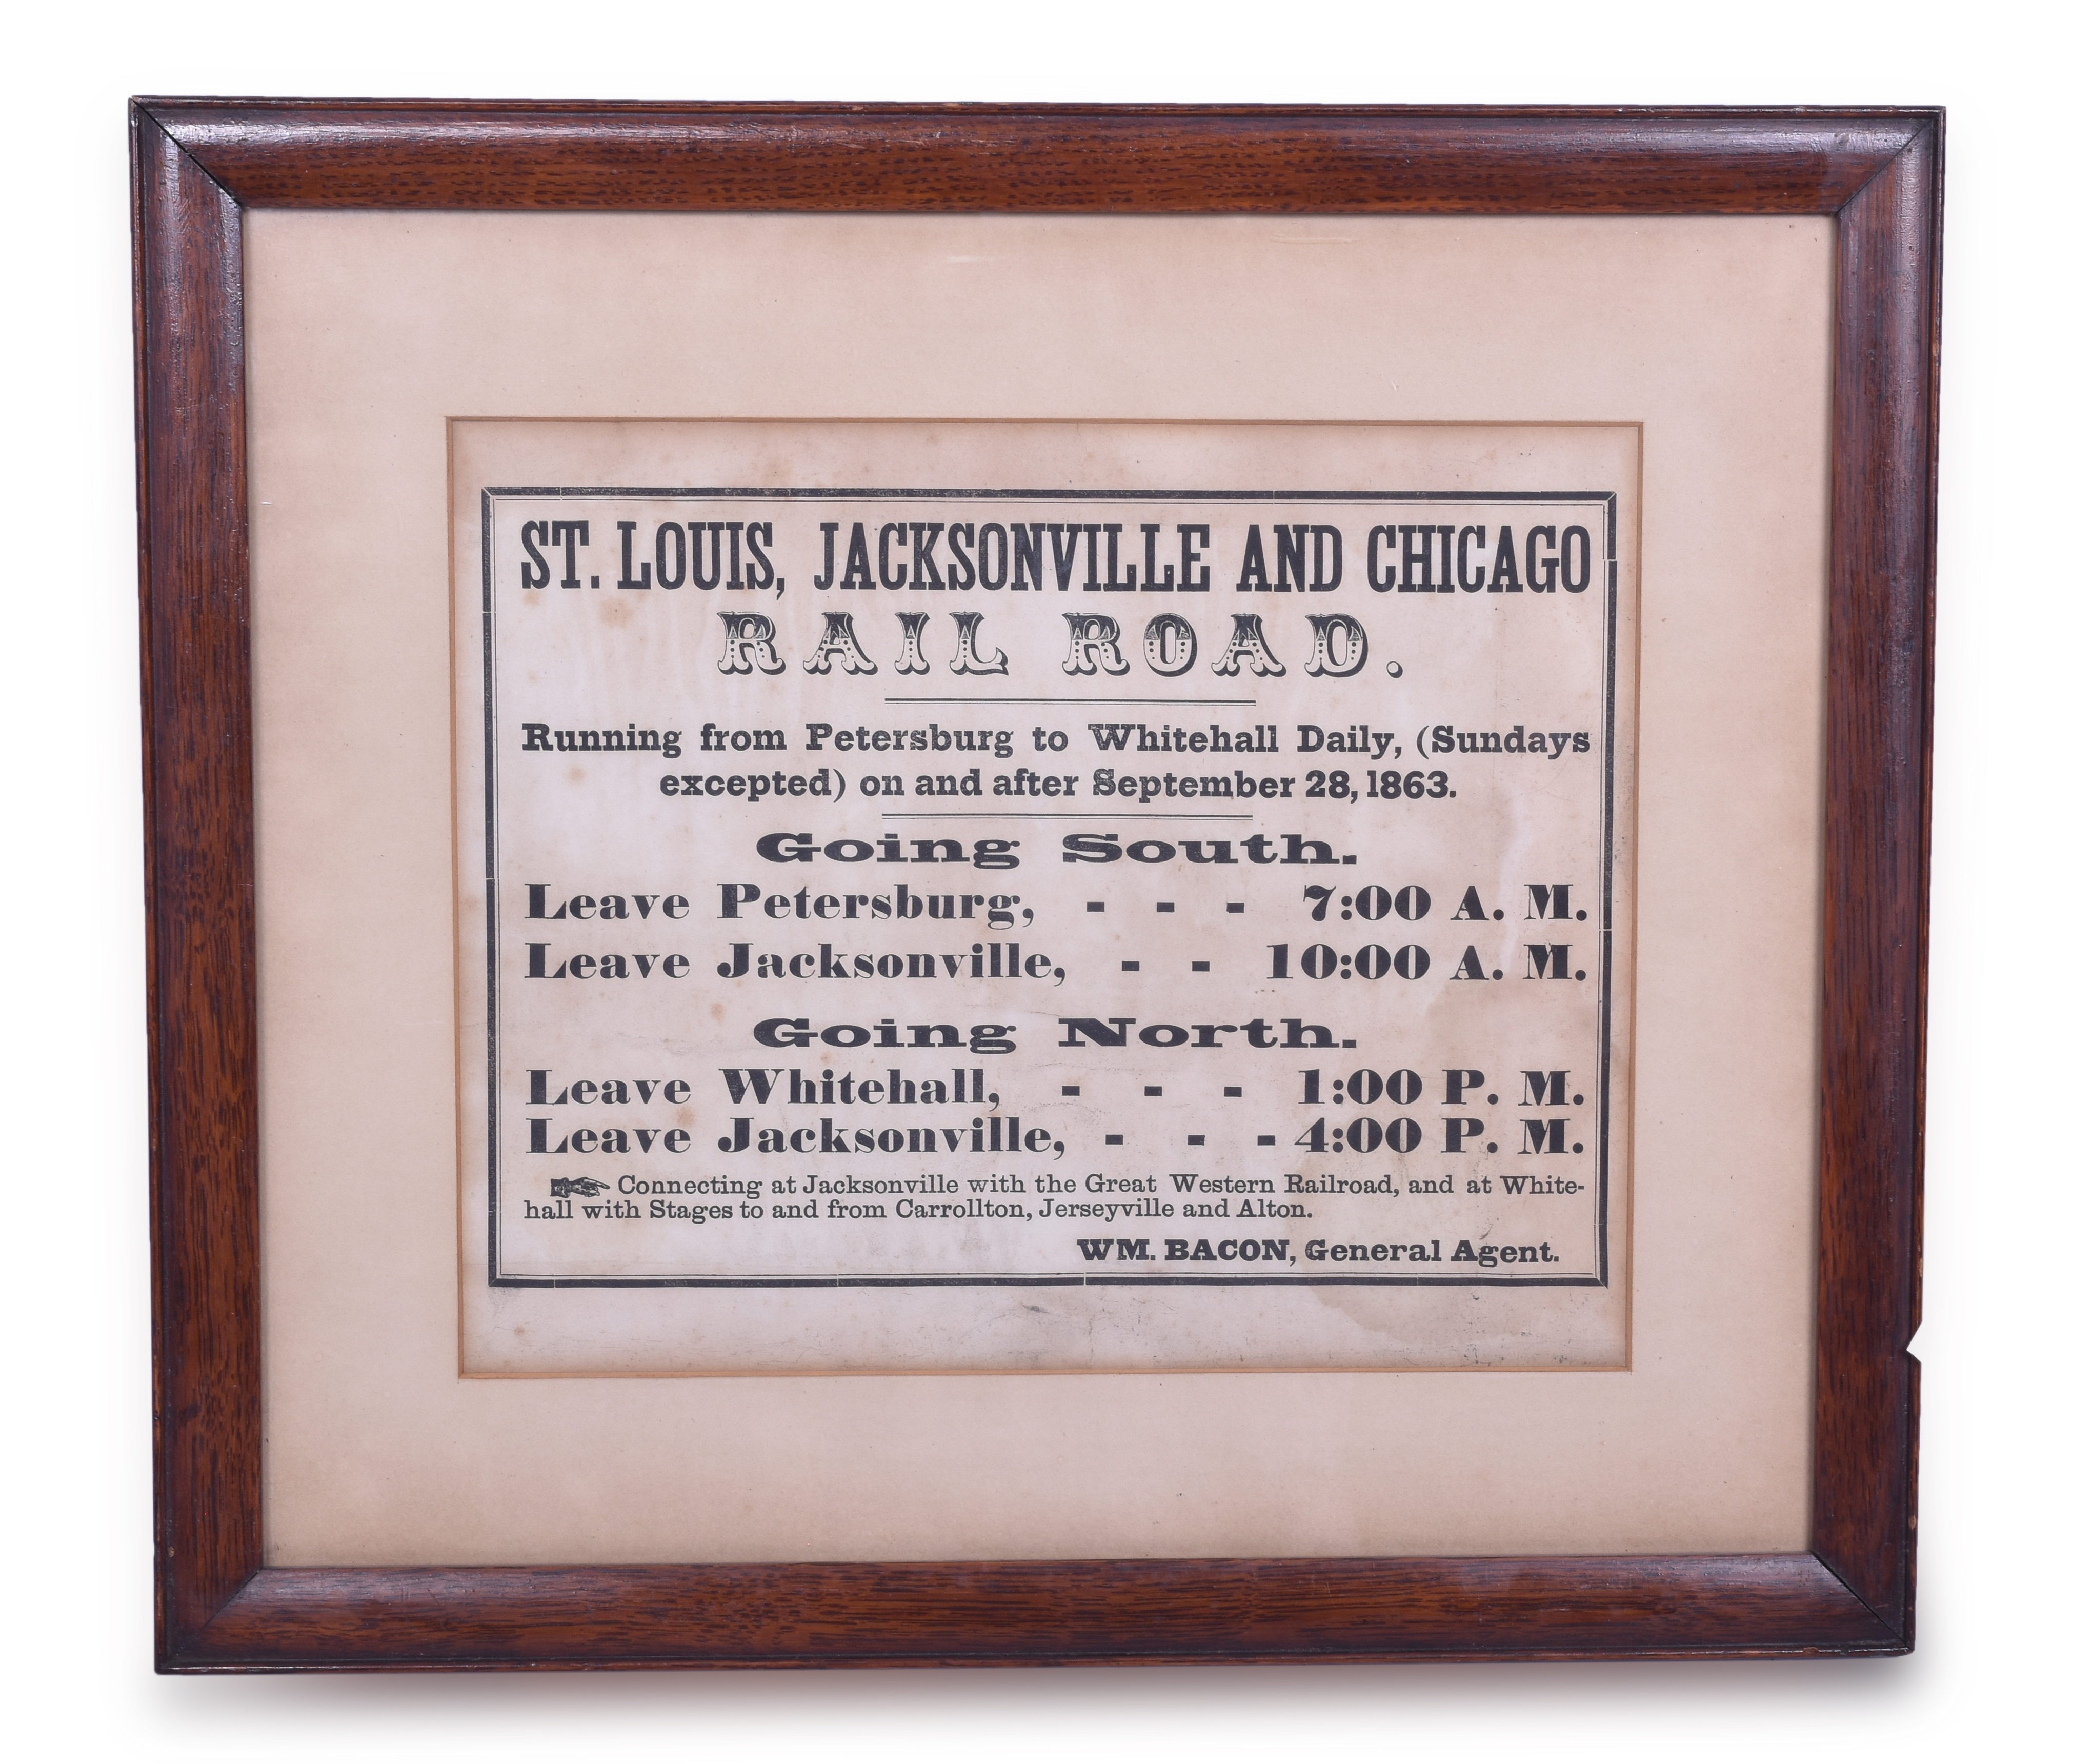 ST. LOUIS, JACKSONVILLE AND CHICAGO
RAIL ROAD.
Running from Petersburg to Whitehall Daily, (Sundays
excepted) on and after September 28, 1863.
Going South.
Leave Petersburg, - - - 7:00 A. M.
Leave Jacksonville, - - 10:00 A. M.
Going North.
Leave Whitehall, - - - 1:00 P. M.
Leave Jacksonville, - - - 4:00 P. M.
☞ Connecting at Jacksonville with the Great Western Railroad, and at White-
hall with Stages to and from Carrollton, Jerseyville and Alton.
WM. BACON, General Agent.